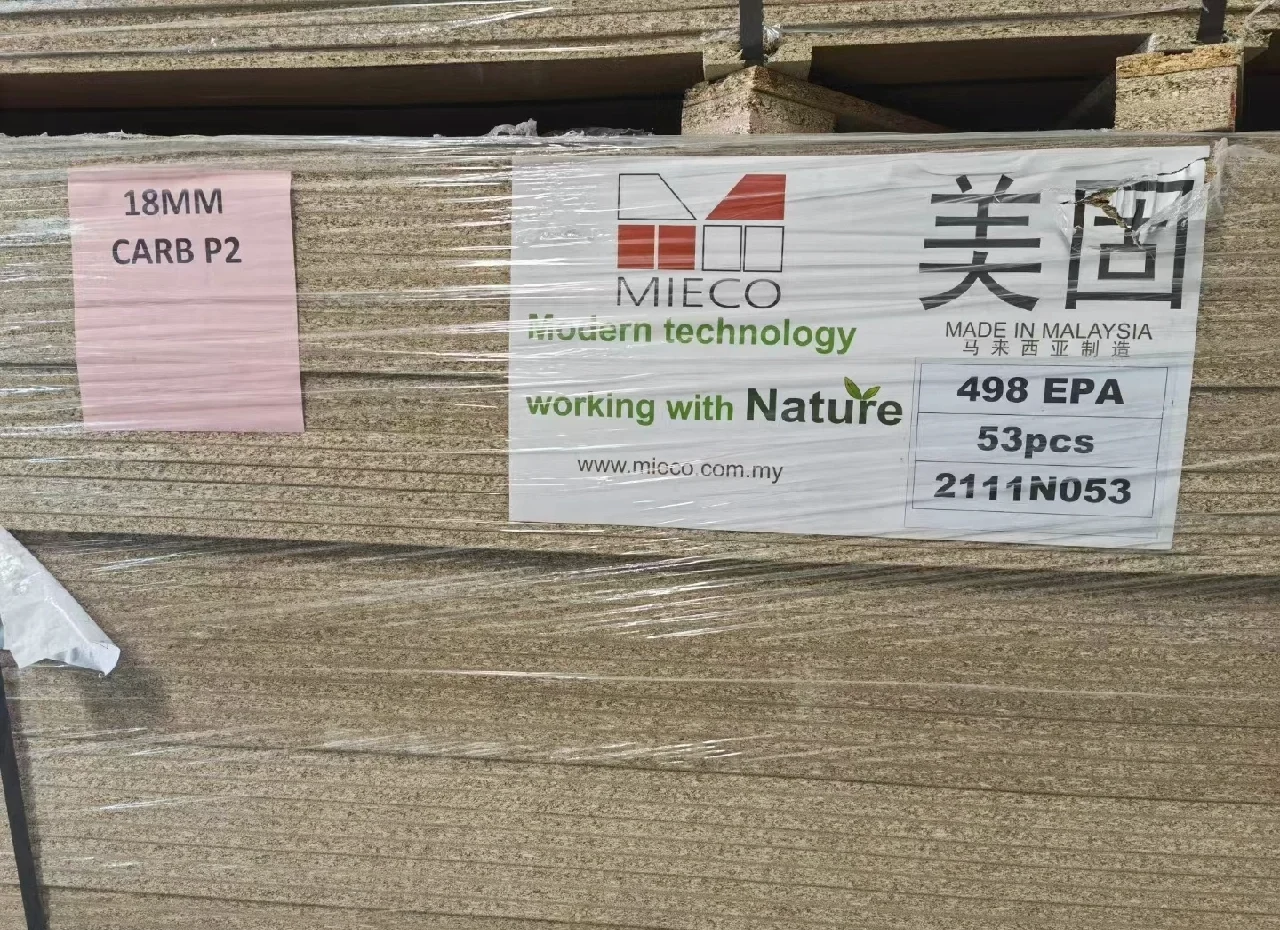 18MM
CARB P2
MIECO
Modern technology
working with Nature
www.mieco.com.my
美固
MADE IN MALAYSIA
马来西亚制造
498 EPA
53pcs
2111N053